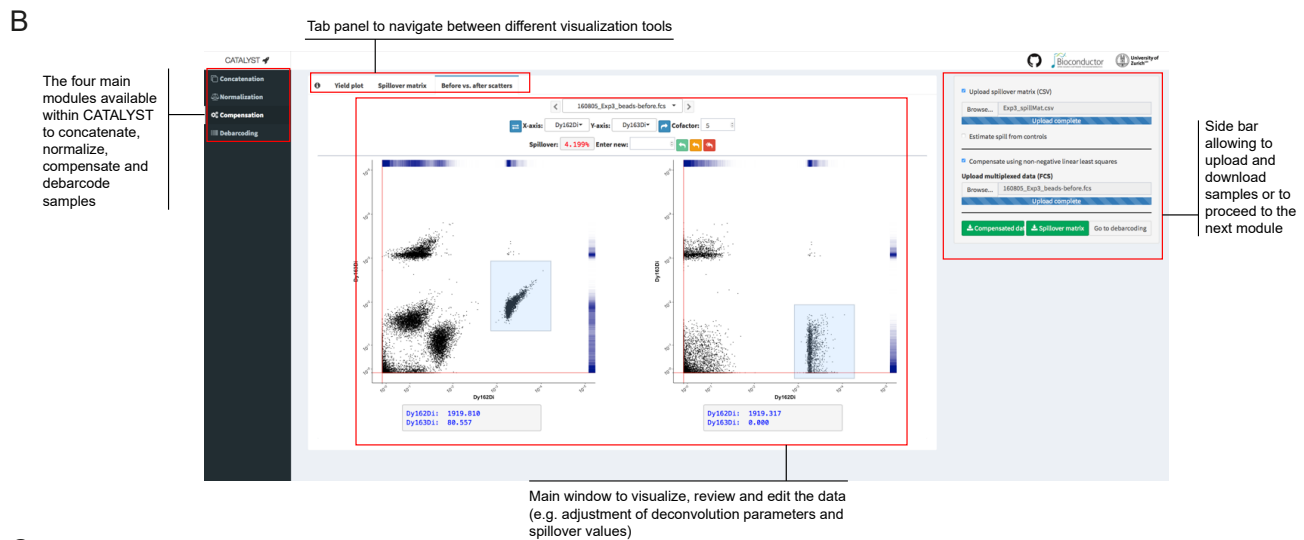 B
Tab panel to navigate between different visualization tools
CATALYST
Bioconductor
University of
Zurich
The four main
modules available
within CATALYST
to concatenate,
normalize,
compensate and
debarcode
samples
Concatenation
Normalization
Compensation
Debarcoding
Yield plot Spillover matrix Before vs. after scatters
160805_Exp3_beads-before.fcs
X-axis: Dy162Di Y-axis: Dy163Di Cofactor: 5
Spillover: 4.199% Enter new:
Dy163Di
Dy162Di
Dy162Di: 1919.810
Dy163Di: 80.557
Dy163Di
Dy162Di
Dy162Di: 1919.317
Dy163Di: 0.000
Upload spillover matrix (CSV)
Browse... Exp3_spillMat.csv
Upload complete
Estimate spill from controls
Compensate using non-negative linear least squares
Upload multiplexed data (FCS)
Browse... 160805_Exp3_beads-before.fcs
Upload complete
Compensated dat Spillover matrix Go to debarcoding
Side bar
allowing to
upload and
download
samples or to
proceed to the
next module
Main window to visualize, review and edit the data
(e.g. adjustment of deconvolution parameters and
spillover values)